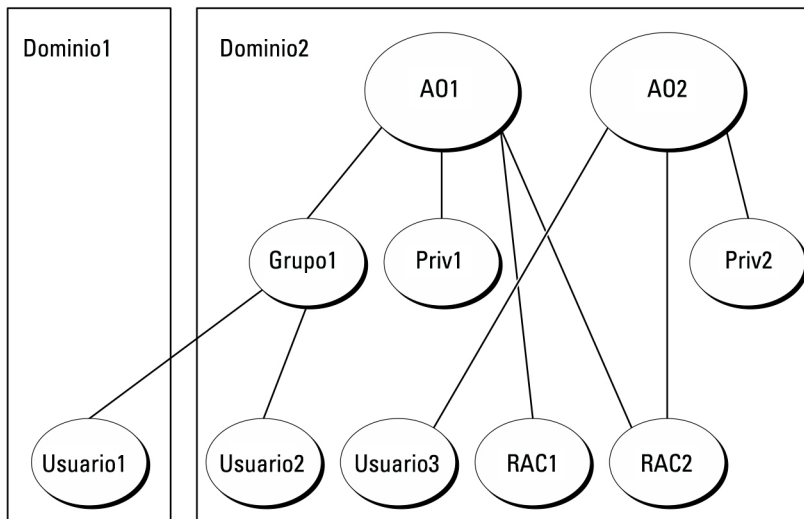 Dominio1
Dominio2
AO1
AO2
Grupo1
Priv1
Priv2
Usuario1
Usuario2
Usuario3
RAC1
RAC2